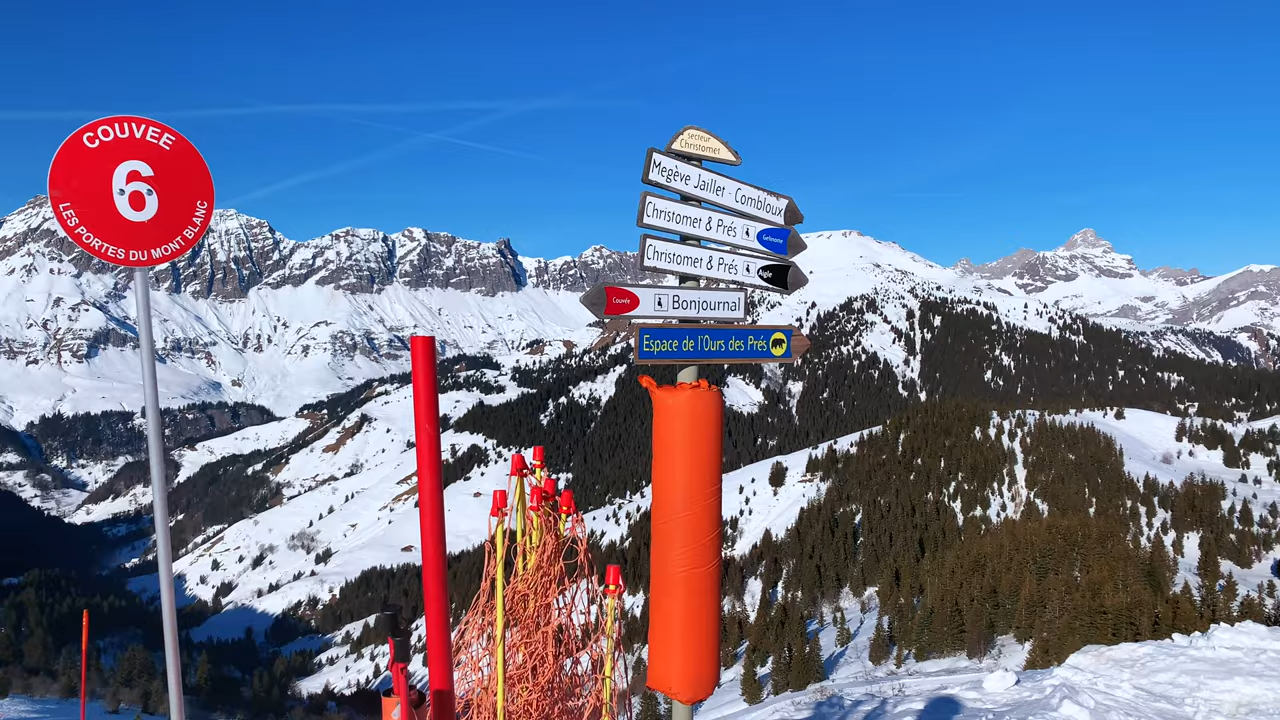 COUVEE
6
LES PORTES DU MONT BLANC
secteur
Christomet
Megève Jaillet - Combloux
Christomet & Prés Gelinotte
Christomet & Prés Aigle
Couvée Bonjournal
Espace de l'Ours des Prés